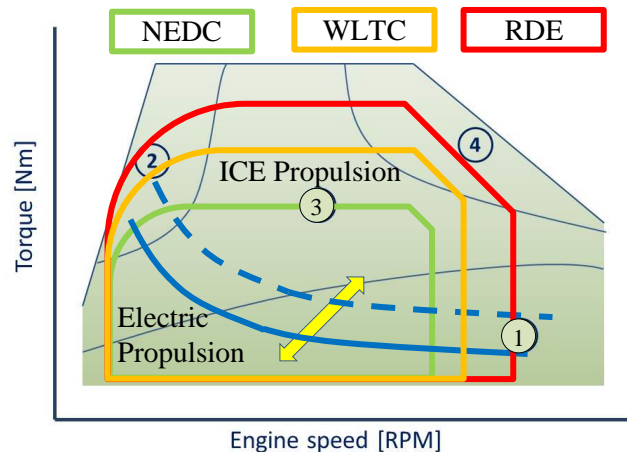 NEDC
WLTC
RDE
Torque [Nm]
2
4
ICE Propulsion
3
Electric
Propulsion
1
Engine speed [RPM]